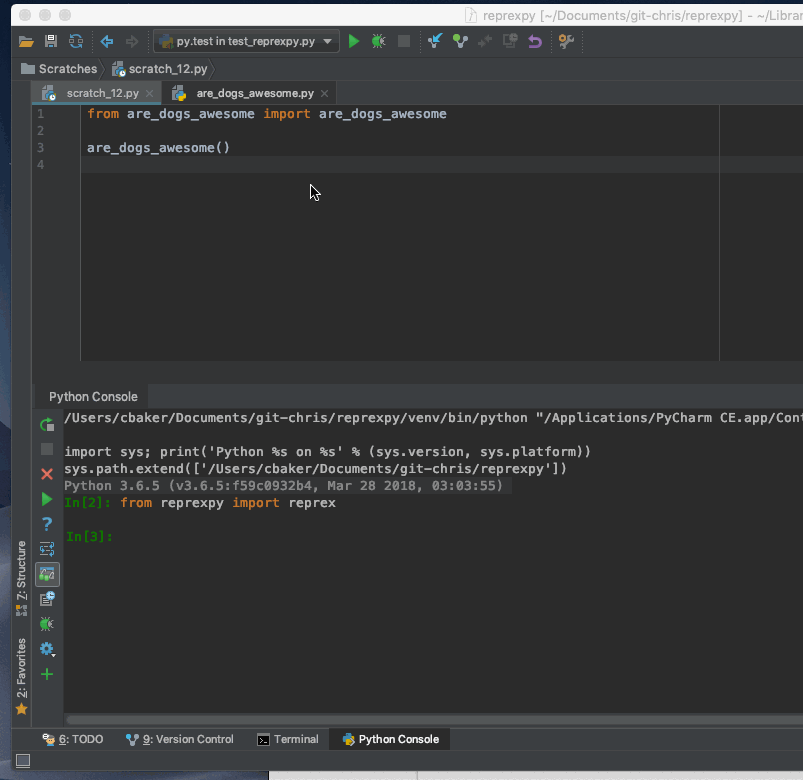 reprexpy [~/Documents/git-chris/reprexpy] - ~/Librar
py.test in test_reprexpy.py
Scratches
scratch_12.py
scratch_12.py
are_dogs_awesome.py
1 from are_dogs_awesome import are_dogs_awesome
2
3 are_dogs_awesome()
4
Python Console
/Users/cbaker/Documents/git-chris/reprexpy/venv/bin/python "/Applications/PyCharm CE.app/Cont
import sys; print('Python %s on %s' % (sys.version, sys.platform))
sys.path.extend(['/Users/cbaker/Documents/git-chris/reprexpy'])
Python 3.6.5 (v3.6.5:f59c0932b4, Mar 28 2018, 03:03:55)
In[2]: from reprexpy import reprex
In[3]:
7: Structure
2: Favorites
6: TODO
9: Version Control
Terminal
Python Console